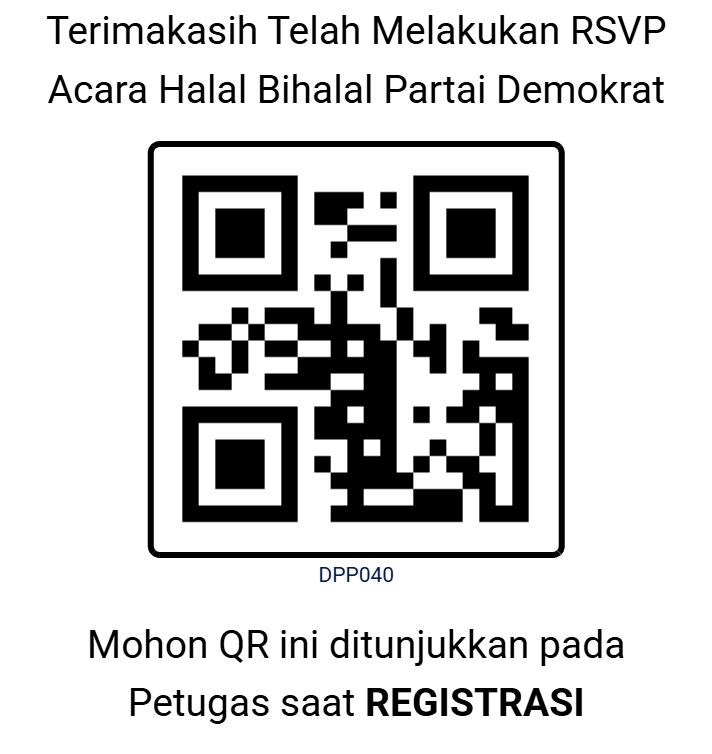 Terimakasih Telah Melakukan RSVP
Acara Halal Bihalal Partai Demokrat
DPP040
Mohon QR ini ditunjukkan pada
Petugas saat REGISTRASI